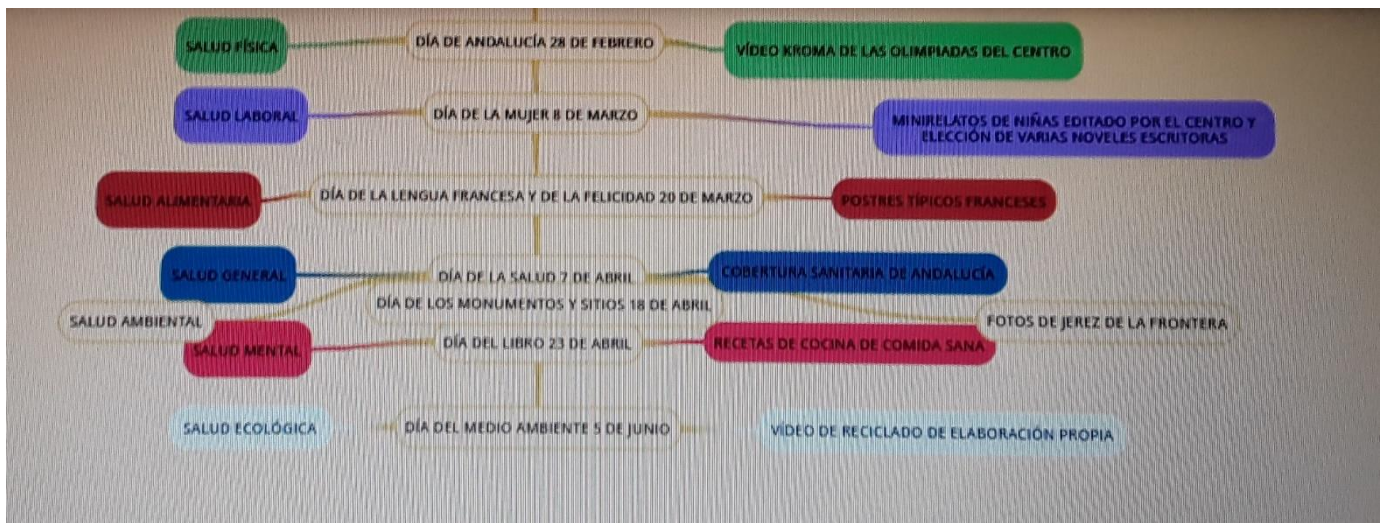 SALUD FÍSICA
DÍA DE ANDALUCÍA 28 DE FEBRERO
VÍDEO KROMA DE LAS OLIMPIADAS DEL CENTRO
SALUD LABORAL
DÍA DE LA MUJER 8 DE MARZO
MINIRELATOS DE NIÑAS EDITADO POR EL CENTRO Y
ELECCIÓN DE VARIAS NOVELES ESCRITORAS
SALUD ALIMENTARIA
DÍA DE LA LENGUA FRANCESA Y DE LA FELICIDAD 20 DE MARZO
POSTRES TÍPICOS FRANCESES
SALUD GENERAL
DÍA DE LA SALUD 7 DE ABRIL
COBERTURA SANITARIA DE ANDALUCÍA
SALUD AMBIENTAL
DÍA DE LOS MONUMENTOS Y SITIOS 18 DE ABRIL
FOTOS DE JEREZ DE LA FRONTERA
SALUD MENTAL
DÍA DEL LIBRO 23 DE ABRIL
RECETAS DE COCINA DE COMIDA SANA
SALUD ECOLÓGICA
DÍA DEL MEDIO AMBIENTE 5 DE JUNIO
VÍDEO DE RECICLADO DE ELABORACIÓN PROPIA